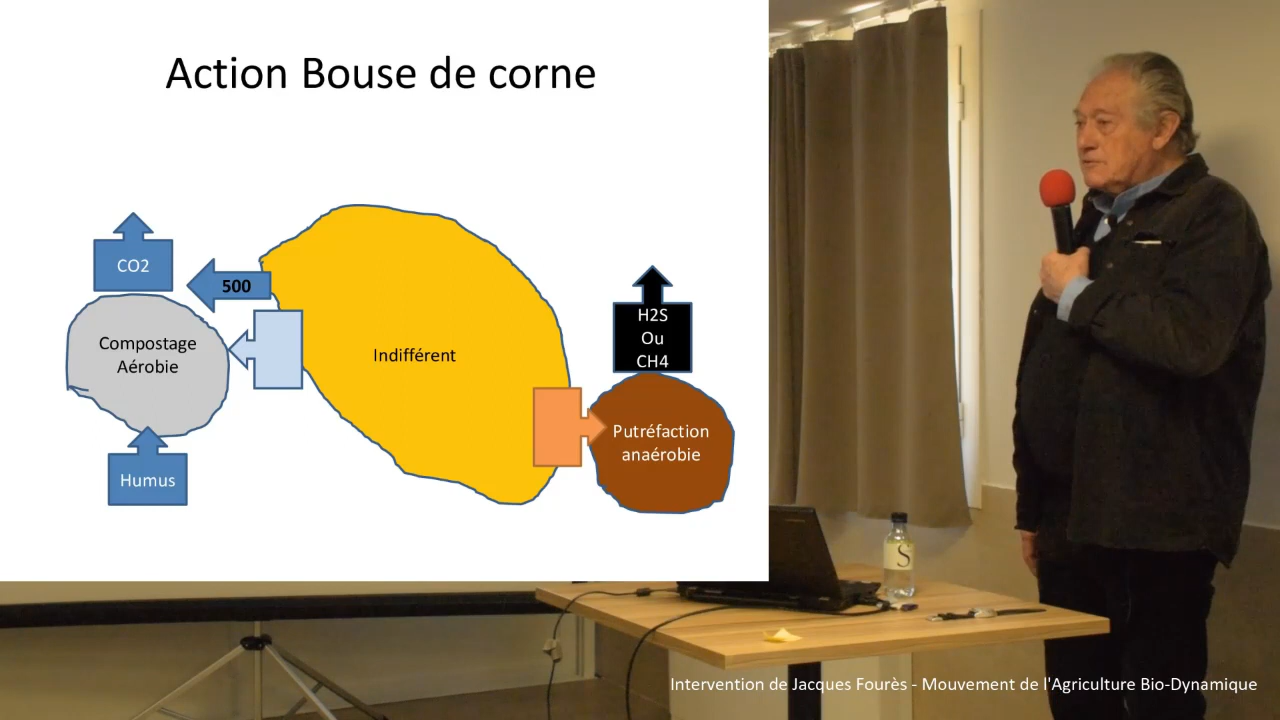 Action Bouse de corne
CO2
500
Compostage
Aérobie
Indifférent
H2S
Ou
CH4
Putréfaction
anaérobie
Humus
S
Intervention de Jacques Fourès - Mouvement de l'Agriculture Bio-Dynamique